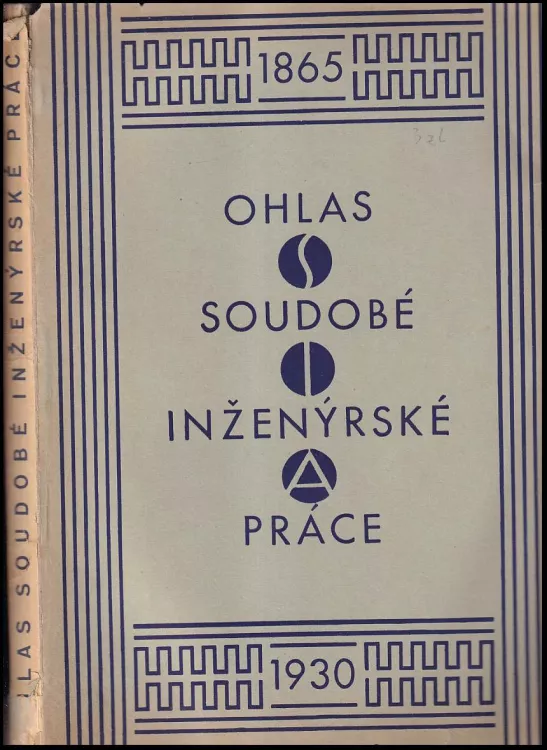 1865
OHLAS
S
SOUDOBÉ
I
INŽENÝRSKÉ
A
PRÁCE
1930
LAS SOUDOBÉ INŽENÝRSKÉ PRÁC